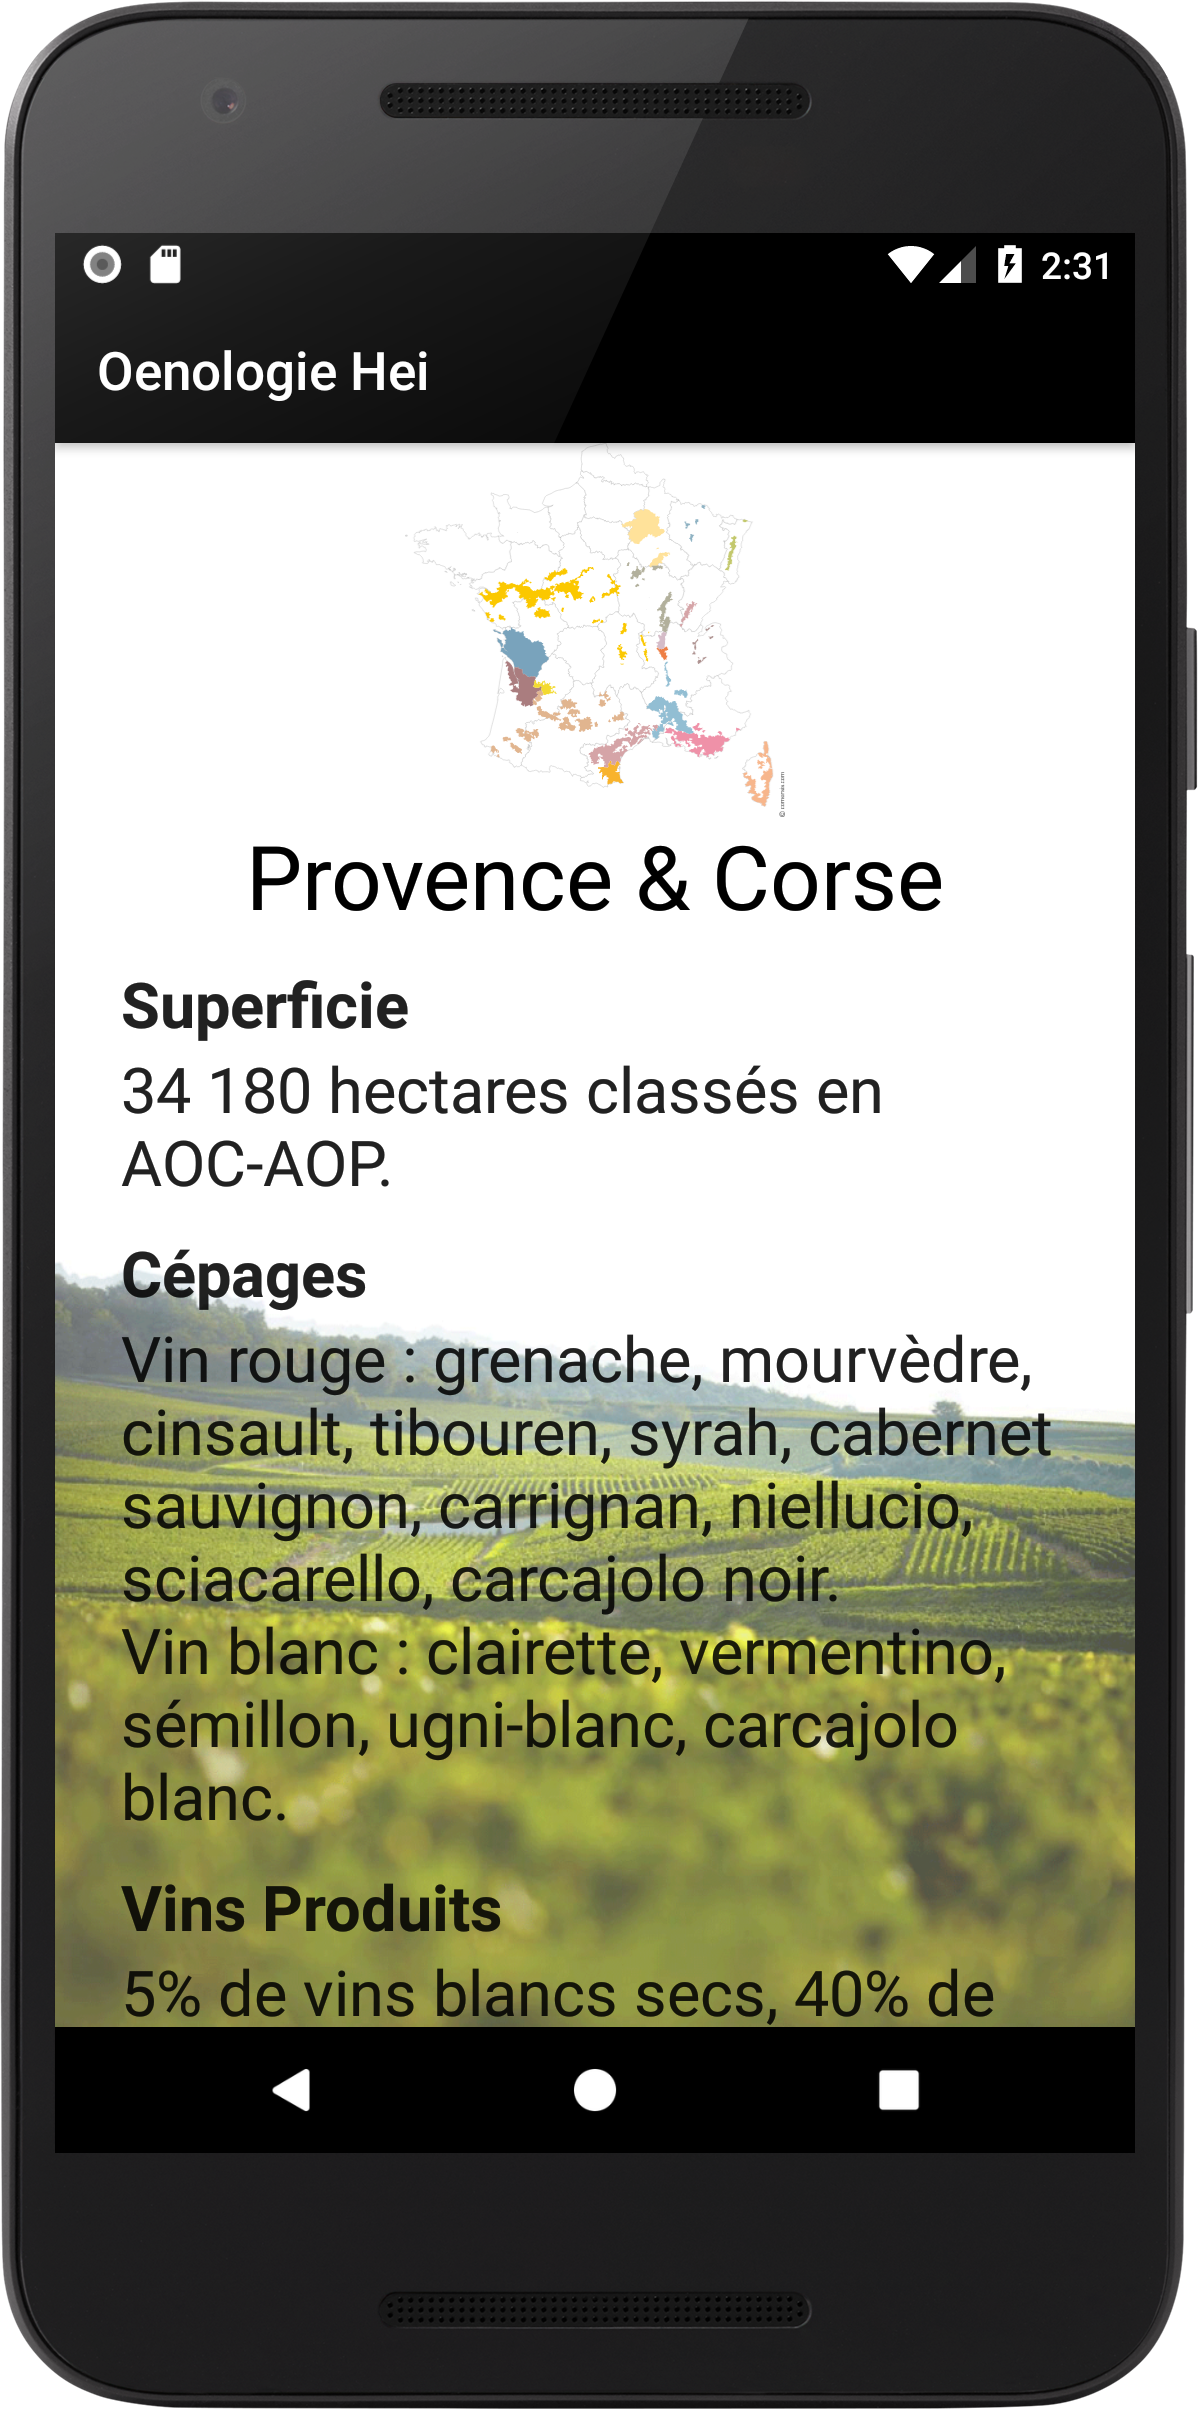 2:31
Oenologie Hei
Provence & Corse
Superficie
34 180 hectares classés en
AOC-AOP.
Cépages
Vin rouge : grenache, mourvèdre,
cinsault, tibouren, syrah, cabernet
sauvignon, carrignan, niellucio,
sciacarello, carcajolo noir.
Vin blanc : clairette, vermentino,
sémillon, ugni-blanc, carcajolo
blanc.
Vins Produits
5% de vins blancs secs, 40% de